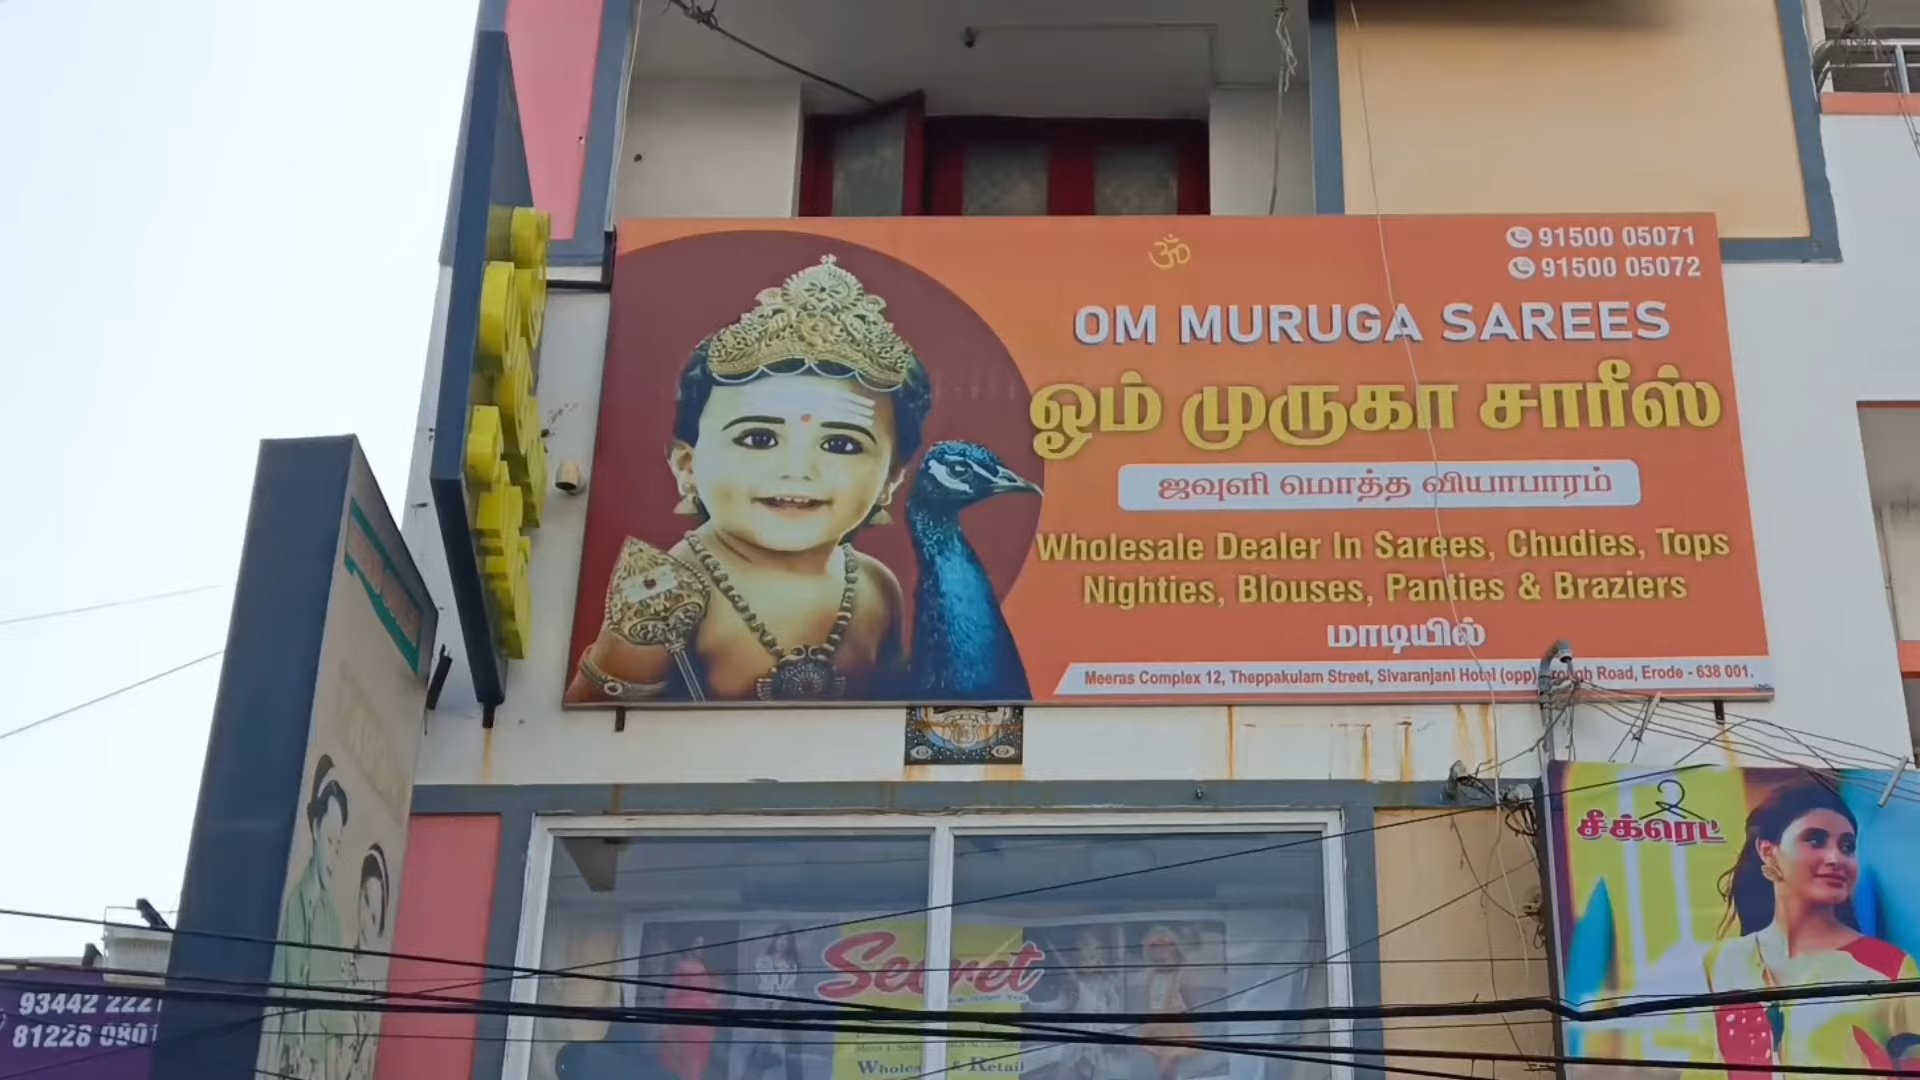 ॐ
91500 05071
91500 05072
OM MURUGA SAREES
ஓம் முருகா சாரீஸ்
ஜவுளி மொத்த வியாபாரம்
Wholesale Dealer In Sarees, Chudies, Tops
Nighties, Blouses, Panties & Braziers
மாடியில்
Meeras Complex 12, Theppakulam Street, Sivaranjani Hotel (opp), Road, Erode - 638 001.
சீக்ரெட்
Secret
& Retail
93442 222
81226 0801